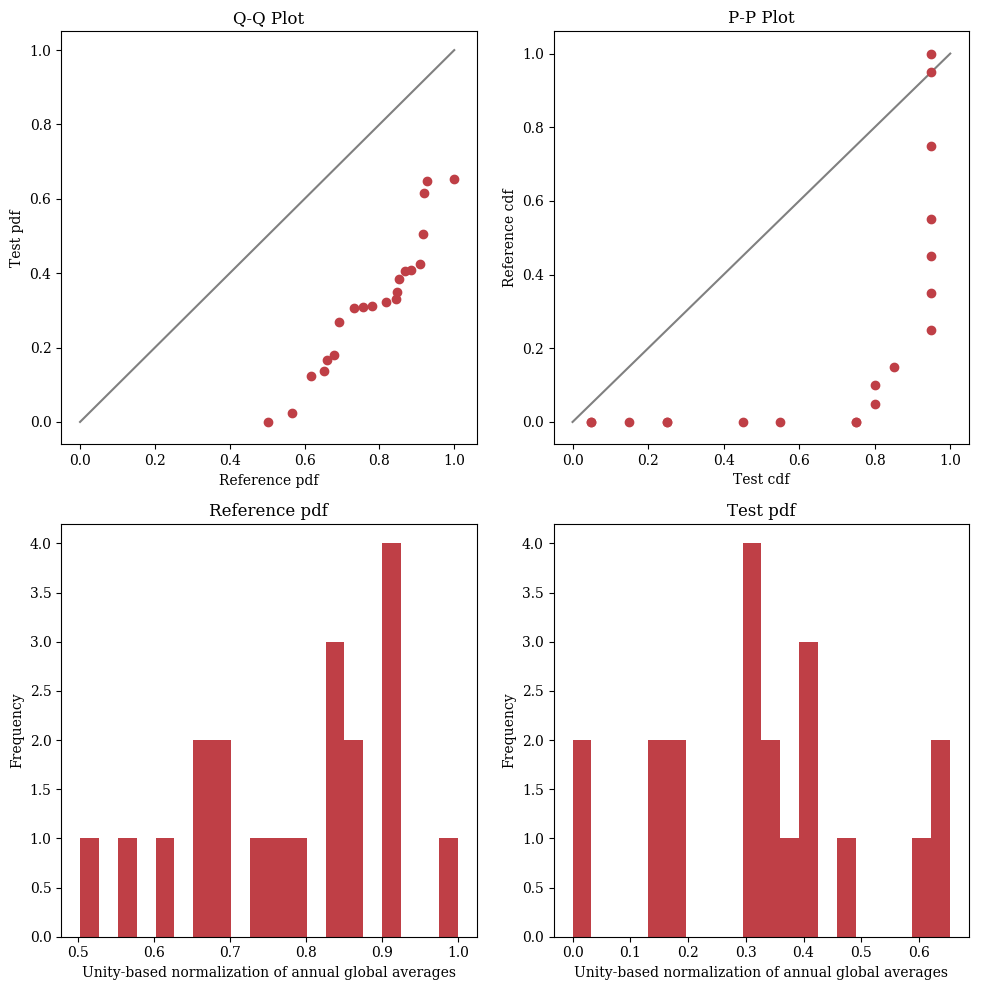 Q-Q Plot
1.0
0.8
0.6
0.4
0.2
0.0
Test pdf
0.0 0.2 0.4 0.6 0.8 1.0
Reference pdf
P-P Plot
1.0
0.8
0.6
0.4
0.2
0.0
Reference cdf
0.0 0.2 0.4 0.6 0.8 1.0
Test cdf
Reference pdf
4.0
3.5
3.0
2.5
2.0
1.5
1.0
0.5
0.0
Frequency
0.5 0.6 0.7 0.8 0.9 1.0
Unity-based normalization of annual global averages
Test pdf
4.0
3.5
3.0
2.5
2.0
1.5
1.0
0.5
0.0
Frequency
0.0 0.1 0.2 0.3 0.4 0.5 0.6
Unity-based normalization of annual global averages